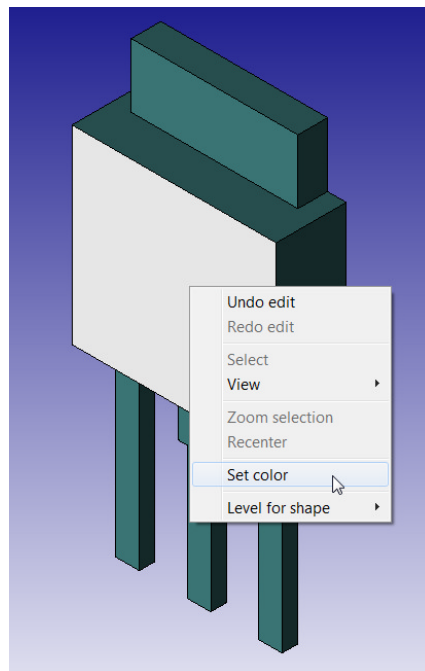 Undo edit
Redo edit
Select
View
Zoom selection
Recenter
Set color
Level for shape